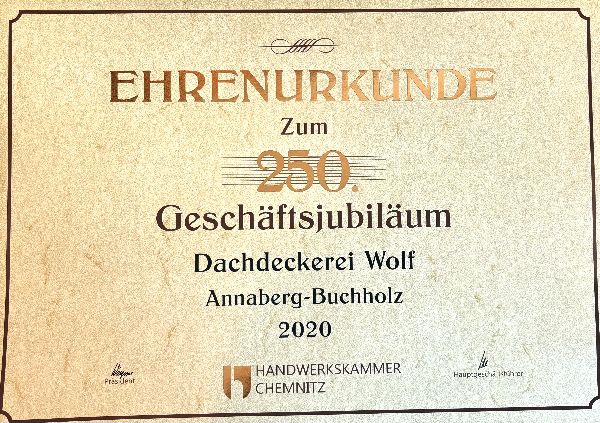 EHRENURKUNDE
Zum
250.
Geschäftsjubiläum
Dachdeckerei Wolf
Annaberg-Buchholz
2020
HANDWERKSKAMMER
CHEMNITZ
Präsident
Hauptgeschäftsführer